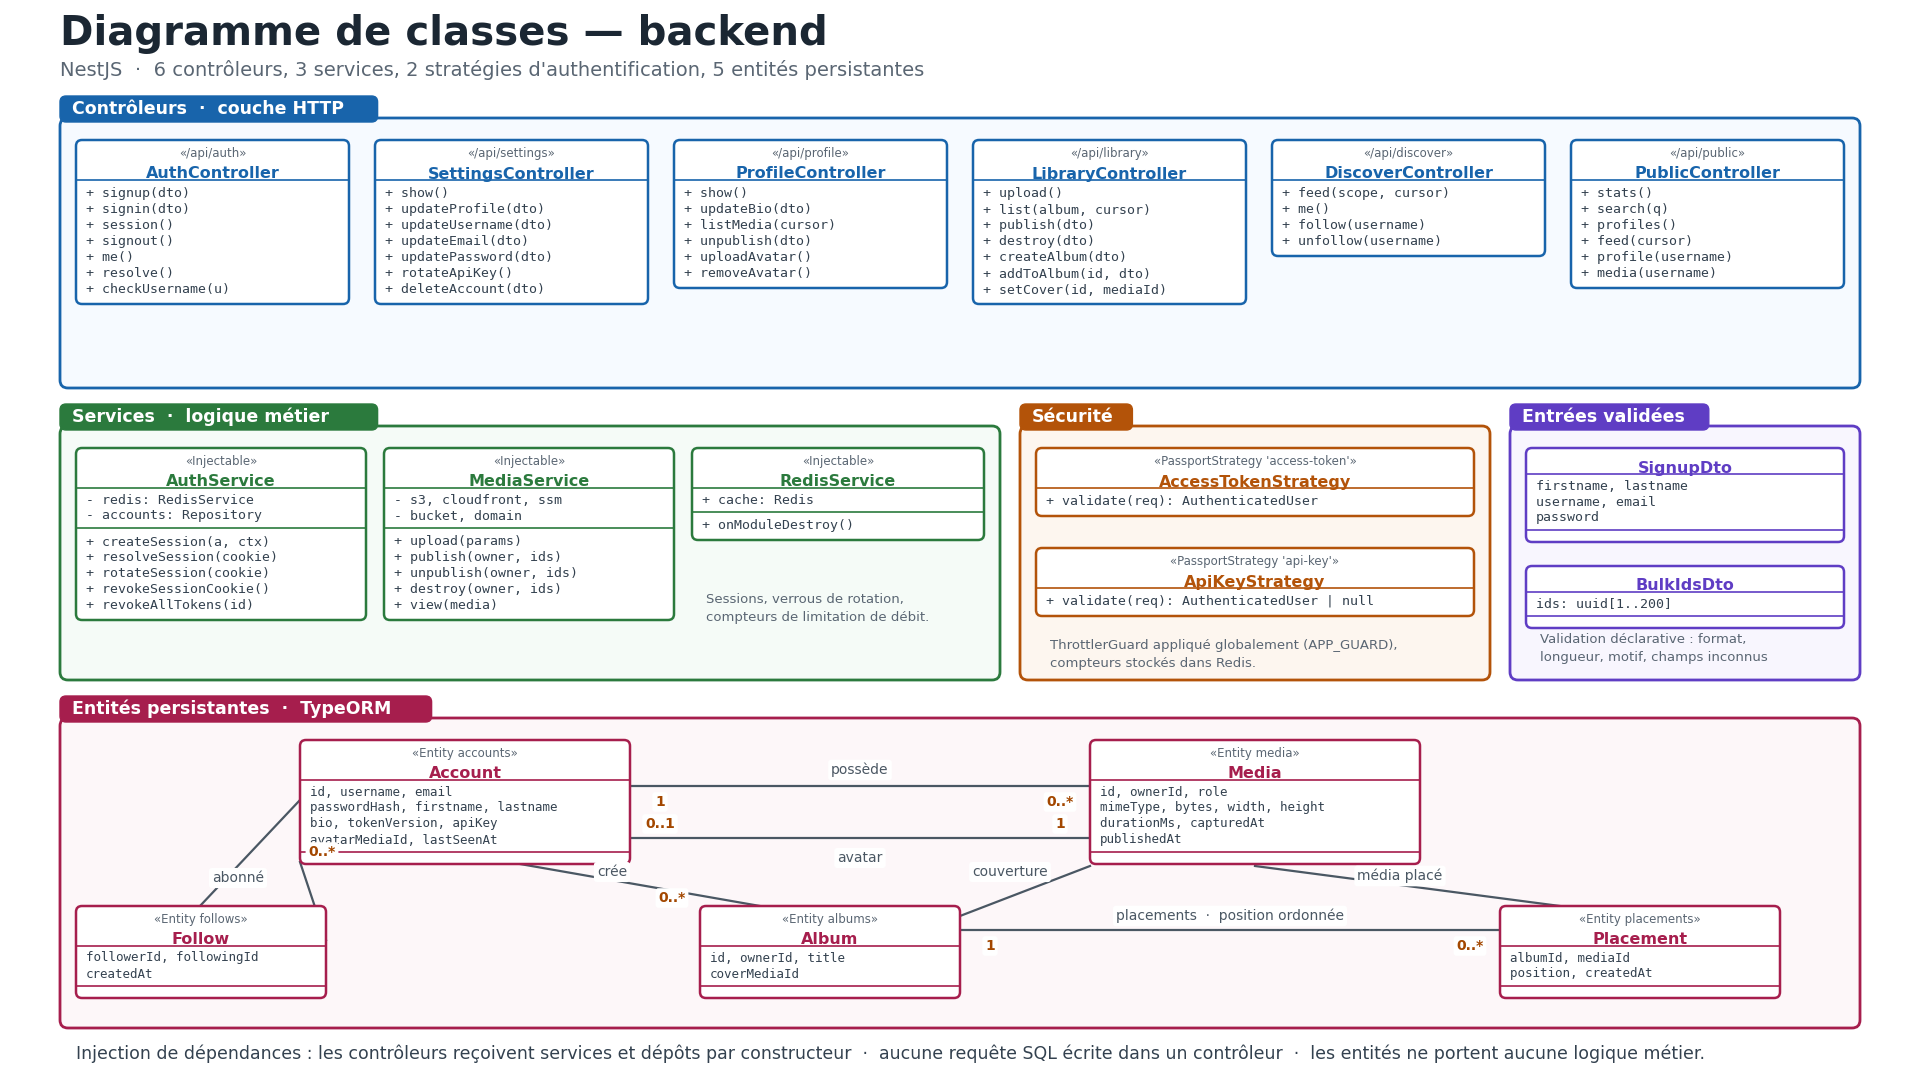 Diagramme de classes — backend
NestJS · 6 contrôleurs, 3 services, 2 stratégies d'authentification, 5 entités persistantes
Contrôleurs · couche HTTP
«/api/auth»
AuthController
+ signup(dto)
+ signin(dto)
+ session()
+ signout()
+ me()
+ resolve()
+ checkUsername(u)
«/api/settings»
SettingsController
+ show()
+ updateProfile(dto)
+ updateUsername(dto)
+ updateEmail(dto)
+ updatePassword(dto)
+ rotateApiKey()
+ deleteAccount(dto)
«/api/profile»
ProfileController
+ show()
+ updateBio(dto)
+ listMedia(cursor)
+ unpublish(dto)
+ uploadAvatar()
+ removeAvatar()
«/api/library»
LibraryController
+ upload()
+ list(album, cursor)
+ publish(dto)
+ destroy(dto)
+ createAlbum(dto)
+ addToAlbum(id, dto)
+ setCover(id, mediaId)
«/api/discover»
DiscoverController
+ feed(scope, cursor)
+ me()
+ follow(username)
+ unfollow(username)
«/api/public»
PublicController
+ stats()
+ search(q)
+ profiles()
+ feed(cursor)
+ profile(username)
+ media(username)
Services · logique métier
«Injectable»
AuthService
- redis: RedisService
- accounts: Repository
+ createSession(a, ctx)
+ resolveSession(cookie)
+ rotateSession(cookie)
+ revokeSessionCookie()
+ revokeAllTokens(id)
«Injectable»
MediaService
- s3, cloudfront, ssm
- bucket, domain
+ upload(params)
+ publish(owner, ids)
+ unpublish(owner, ids)
+ destroy(owner, ids)
+ view(media)
«Injectable»
RedisService
+ cache: Redis
+ onModuleDestroy()
Sessions, verrous de rotation,
compteurs de limitation de débit.
Sécurité
«PassportStrategy 'access-token'»
AccessTokenStrategy
+ validate(req): AuthenticatedUser
«PassportStrategy 'api-key'»
ApiKeyStrategy
+ validate(req): AuthenticatedUser | null
ThrottlerGuard appliqué globalement (APP_GUARD),
compteurs stockés dans Redis.
Entrées validées
SignupDto
firstname, lastname
username, email
password
BulkIdsDto
ids: uuid[1..200]
Validation déclarative : format,
longueur, motif, champs inconnus
Entités persistantes · TypeORM
«Entity accounts»
Account
id, username, email
passwordHash, firstname, lastname
bio, tokenVersion, apiKey
avatarMediaId, lastSeenAt
possède
1
0..*
0..1
1
avatar
«Entity media»
Media
id, ownerId, role
mimeType, bytes, width, height
durationMs, capturedAt
publishedAt
0..*
abonné
crée
0..*
couverture
média placé
placements · position ordonnée
1
0..*
«Entity follows»
Follow
followerId, followingId
createdAt
«Entity albums»
Album
id, ownerId, title
coverMediaId
«Entity placements»
Placement
albumId, mediaId
position, createdAt
Injection de dépendances : les contrôleurs reçoivent services et dépôts par constructeur · aucune requête SQL écrite dans un contrôleur · les entités ne portent aucune logique métier.